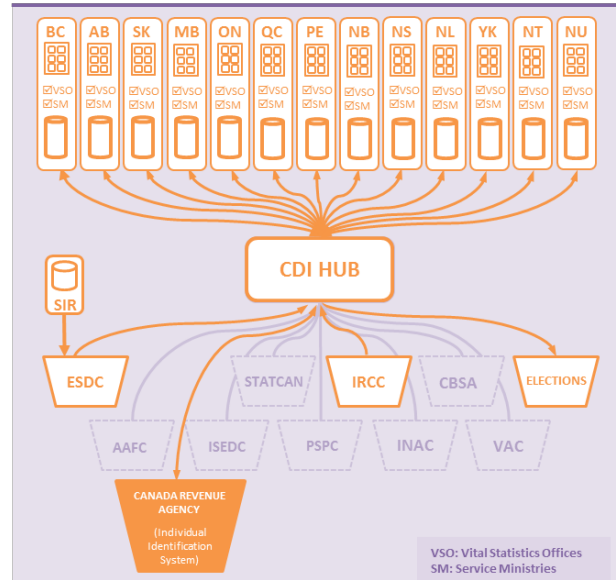 BC AB SK MB ON QC PE NB NS NL YK NT NU
VSO VSO VSO VSO VSO VSO VSO VSO VSO VSO VSO VSO VSO
SM SM SM SM SM SM SM SM SM SM SM SM SM
CDI HUB
SIR
ESDC STATCAN IRCC CBSA ELECTIONS
AAFC ISEDC PSPC INAC VAC
CANADA REVENUE
AGENCY
(Individual
Identification
System)
VSO: Vital Statistics Offices
SM: Service Ministries